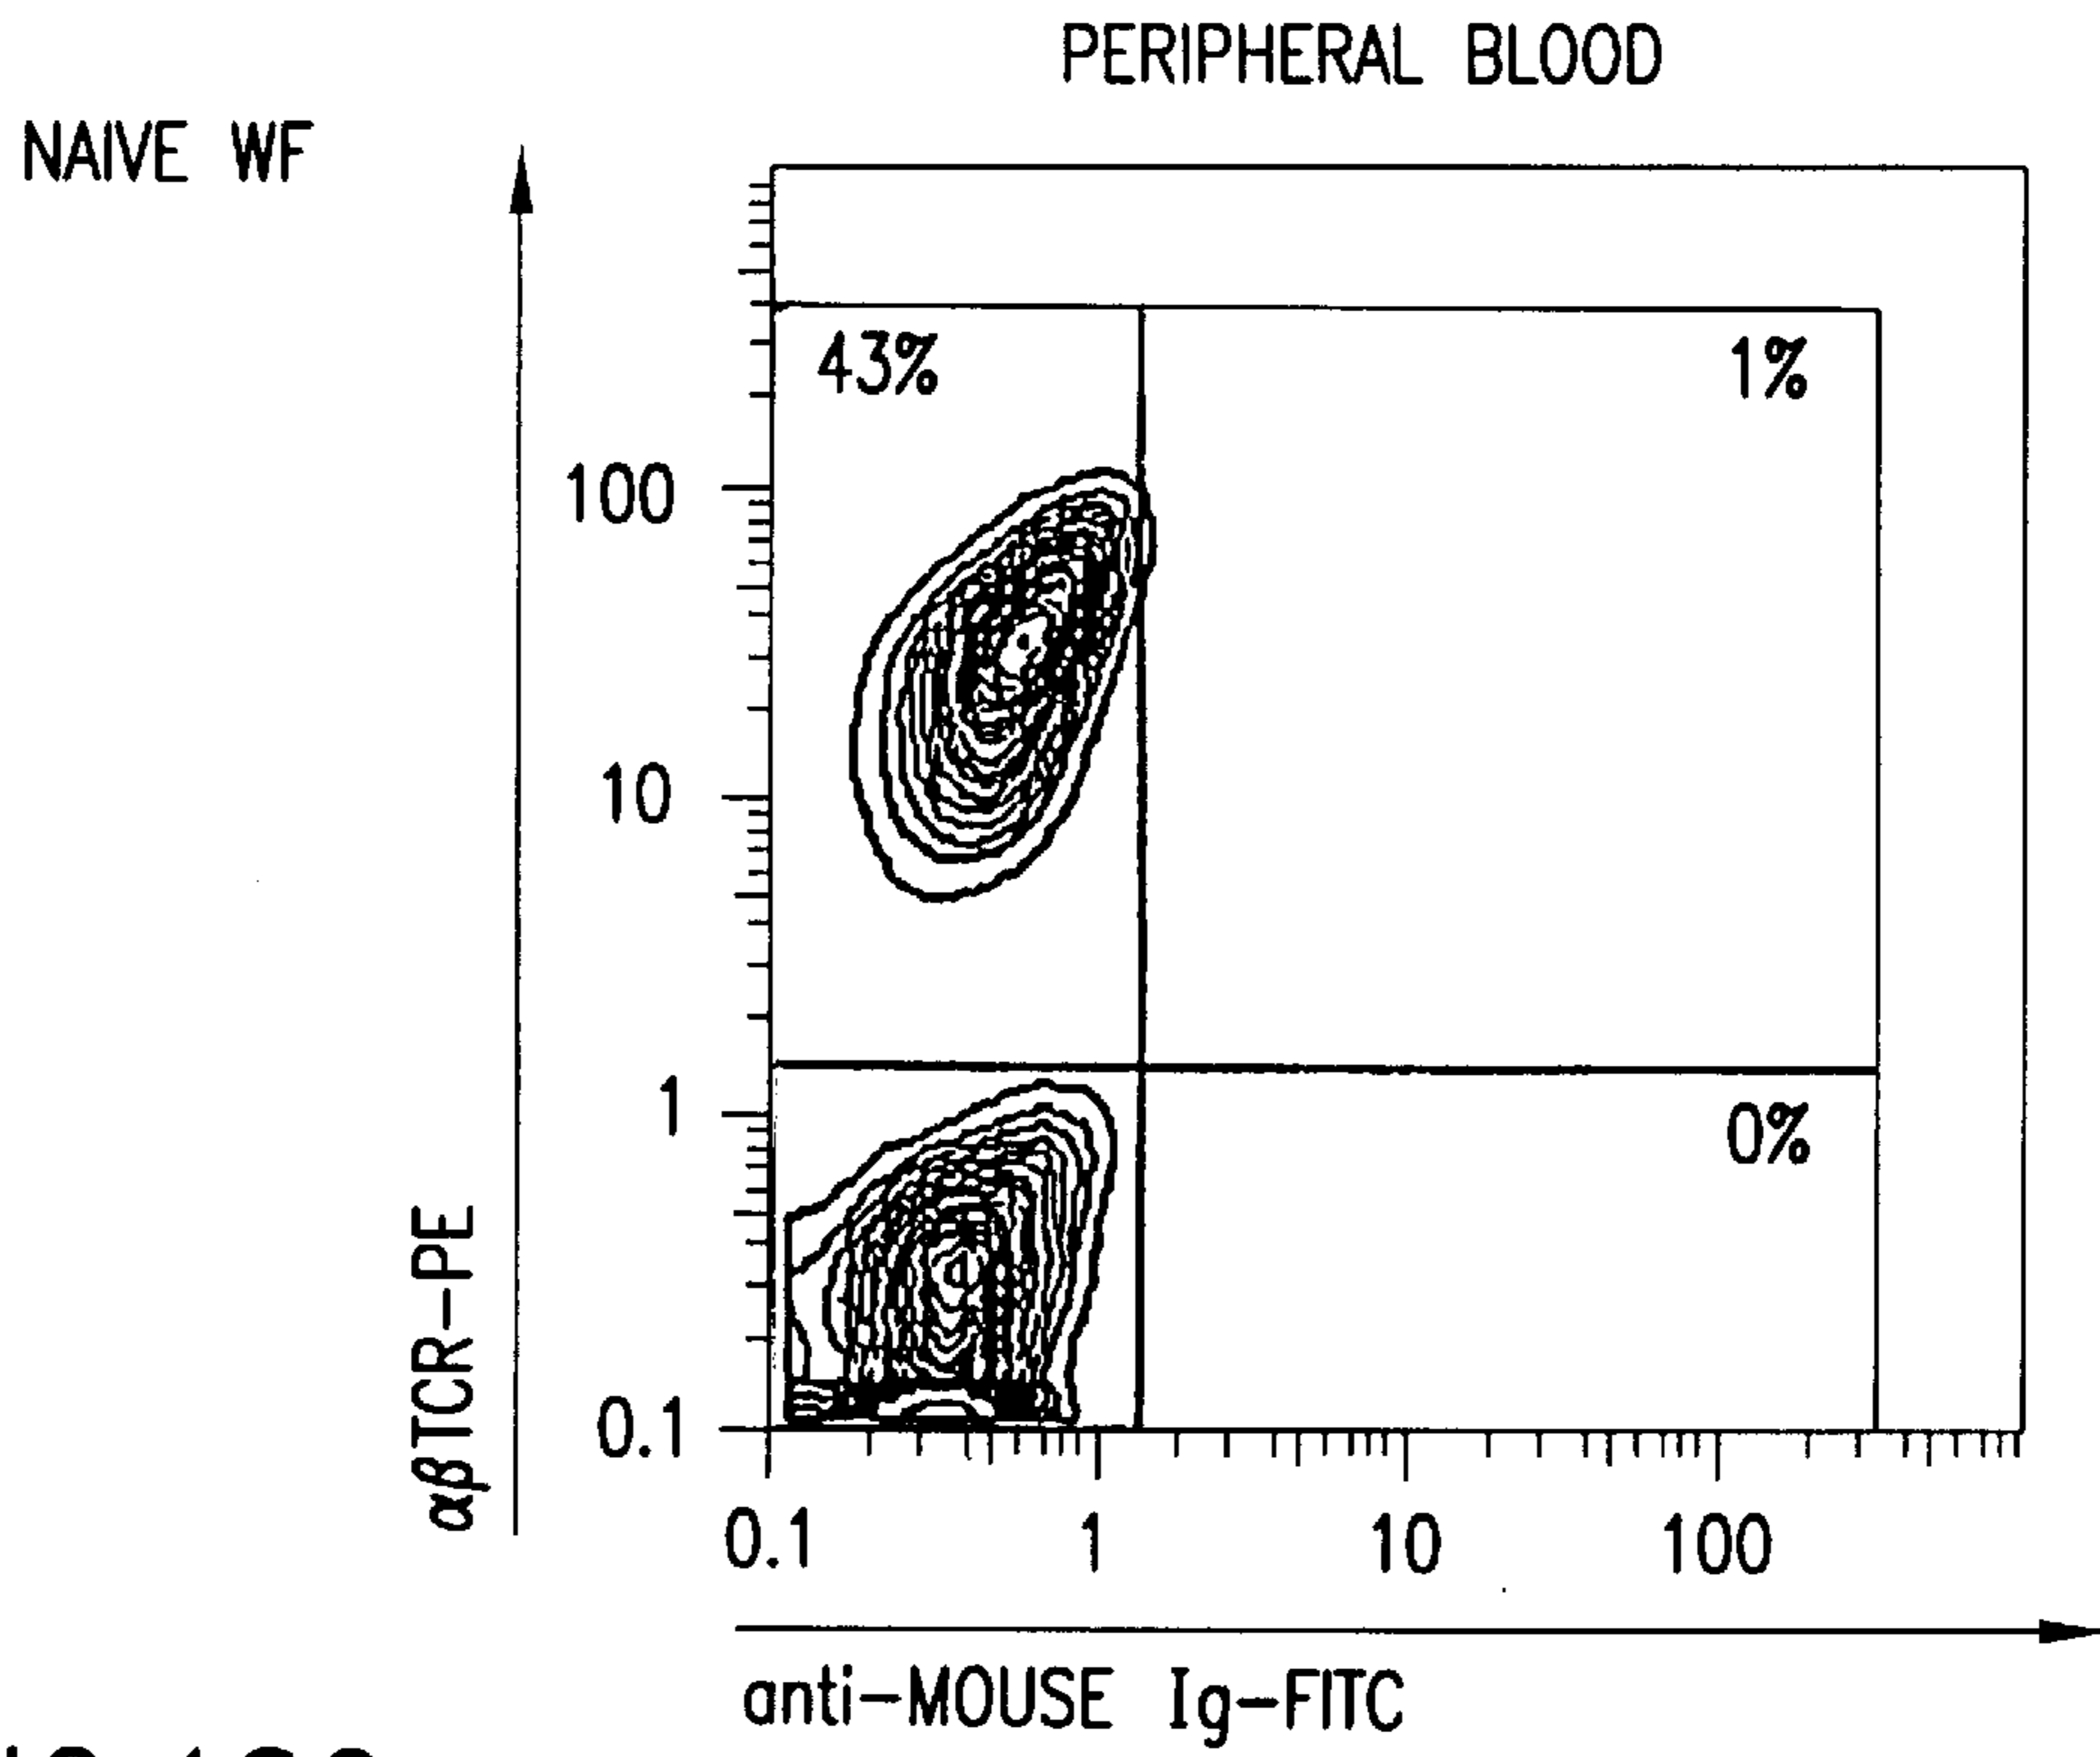 PERIPHERAL BLOOD
NAIVE WF
43%
1%
100
10
1
0%
0.1
αβTCR-PE
0.1 1 10 100
anti-MOUSE Ig-FITC